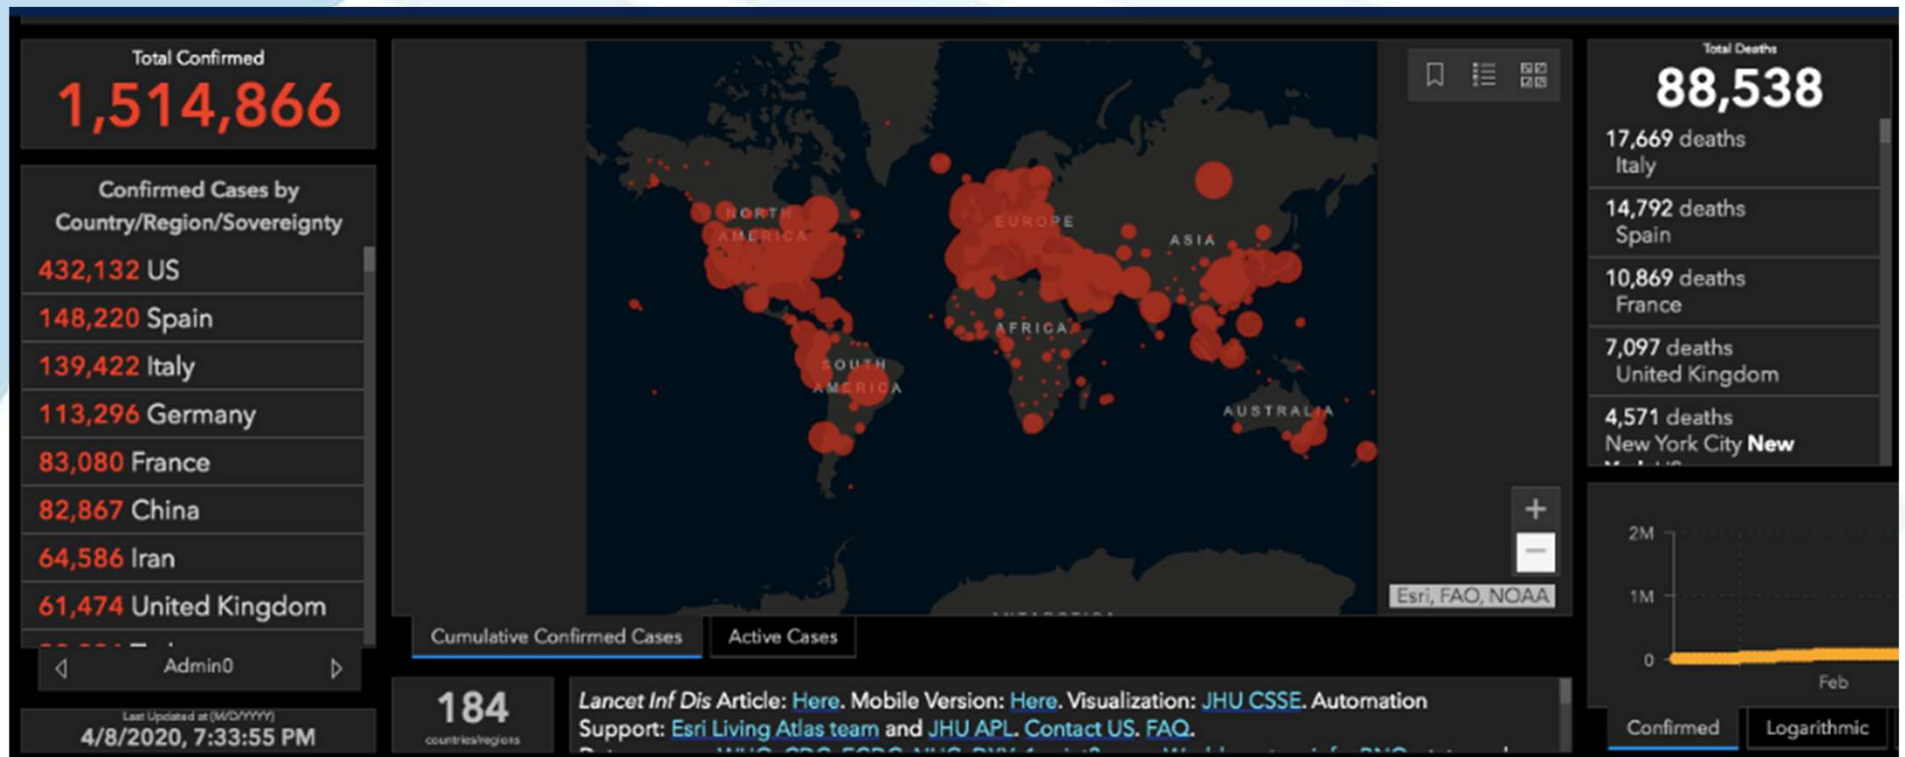 Total Confirmed
1,514,866
Confirmed Cases by
Country/Region/Sovereignty
432,132 US
148,220 Spain
139,422 Italy
113,296 Germany
83,080 France
82,867 China
64,586 Iran
61,474 United Kingdom
Admin0
Last Updated at (M/D/YYYY)
4/8/2020, 7:33:55 PM
NORTH
AMERICA
SOUTH
AMERICA
EUROPE
AFRICA
ASIA
AUSTRALIA
Esri, FAO, NOAA
Cumulative Confirmed Cases
Active Cases
184
countries/regions
Lancet Inf Dis Article: Here. Mobile Version: Here. Visualization: JHU CSSE. Automation
Support: Esri Living Atlas team and JHU APL. Contact US. FAQ.
Total Deaths
88,538
17,669 deaths
Italy
14,792 deaths
Spain
10,869 deaths
France
7,097 deaths
United Kingdom
4,571 deaths
New York City New
2M
1M
0
Feb
Confirmed
Logarithmic